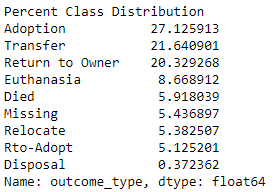 Percent Class Distribution
Adoption 27.125913
Transfer 21.640901
Return to Owner 20.329268
Euthanasia 8.668912
Died 5.918039
Missing 5.436897
Relocate 5.382507
Rto-Adopt 5.125201
Disposal 0.372362
Name: outcome_type, dtype: float64